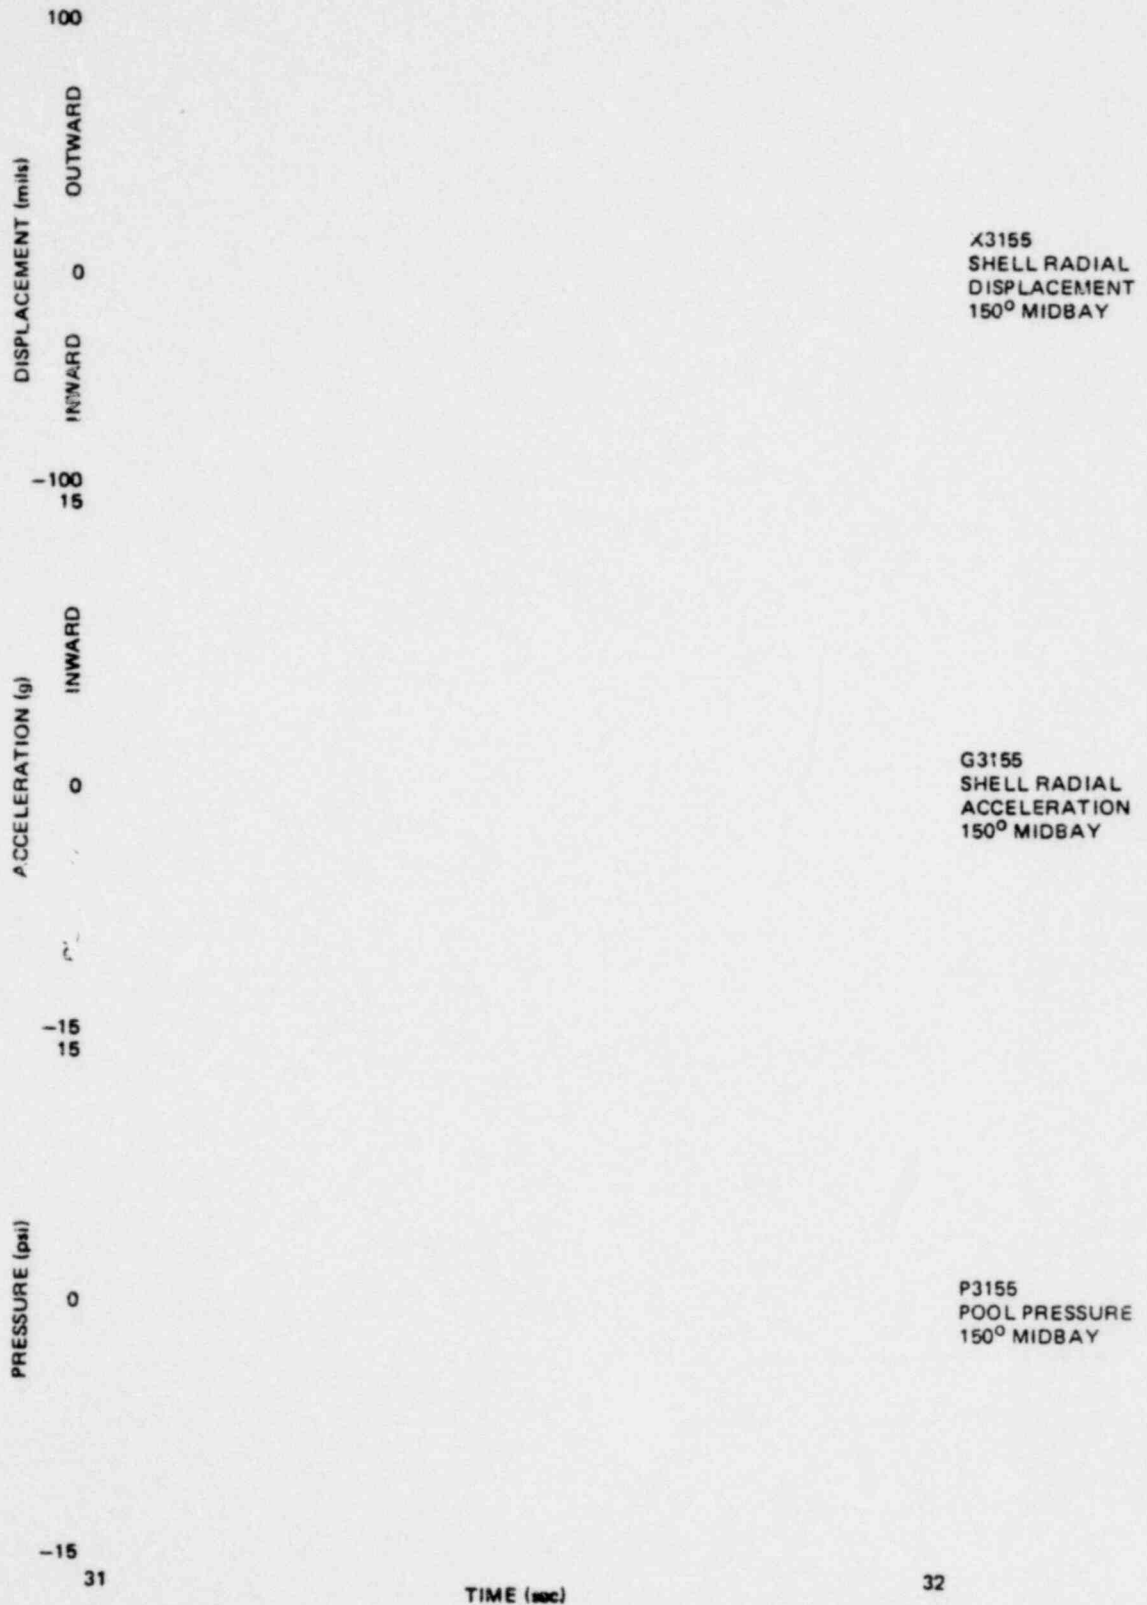 100
OUTWARD
DISPLACEMENT (mils)
0
INWARD
-100
X3155
SHELL RADIAL
DISPLACEMENT
150° MIDBAY
15
INWARD
ACCELERATION (g)
0
-15
G3155
SHELL RADIAL
ACCELERATION
150° MIDBAY
15
PRESSURE (psi)
0
-15
P3155
POOL PRESSURE
150° MIDBAY
31
TIME (sec)
32